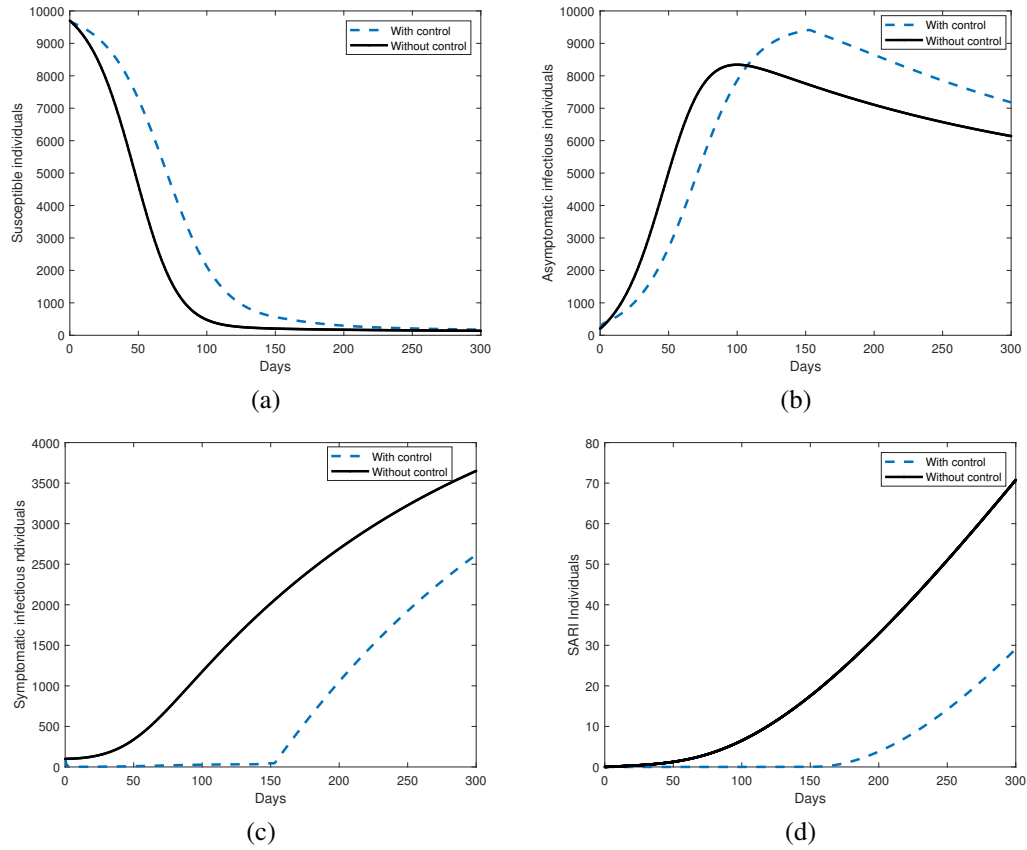 10000
9000
8000
7000
6000
5000
4000
3000
2000
1000
0
Susceptible individuals
With control
Without control
0 50 100 150 200 250 300
Days
(a)
10000
9000
8000
7000
6000
5000
4000
3000
2000
1000
0
Asymptomatic infectious individuals
With control
Without control
0 50 100 150 200 250 300
Days
(b)
4000
3500
3000
2500
2000
1500
1000
500
0
Symptomatic infectious ndividuals
With control
Without control
0 50 100 150 200 250 300
Days
(c)
80
70
60
50
40
30
20
10
0
SARI Individuals
With control
Without control
0 50 100 150 200 250 300
Days
(d)